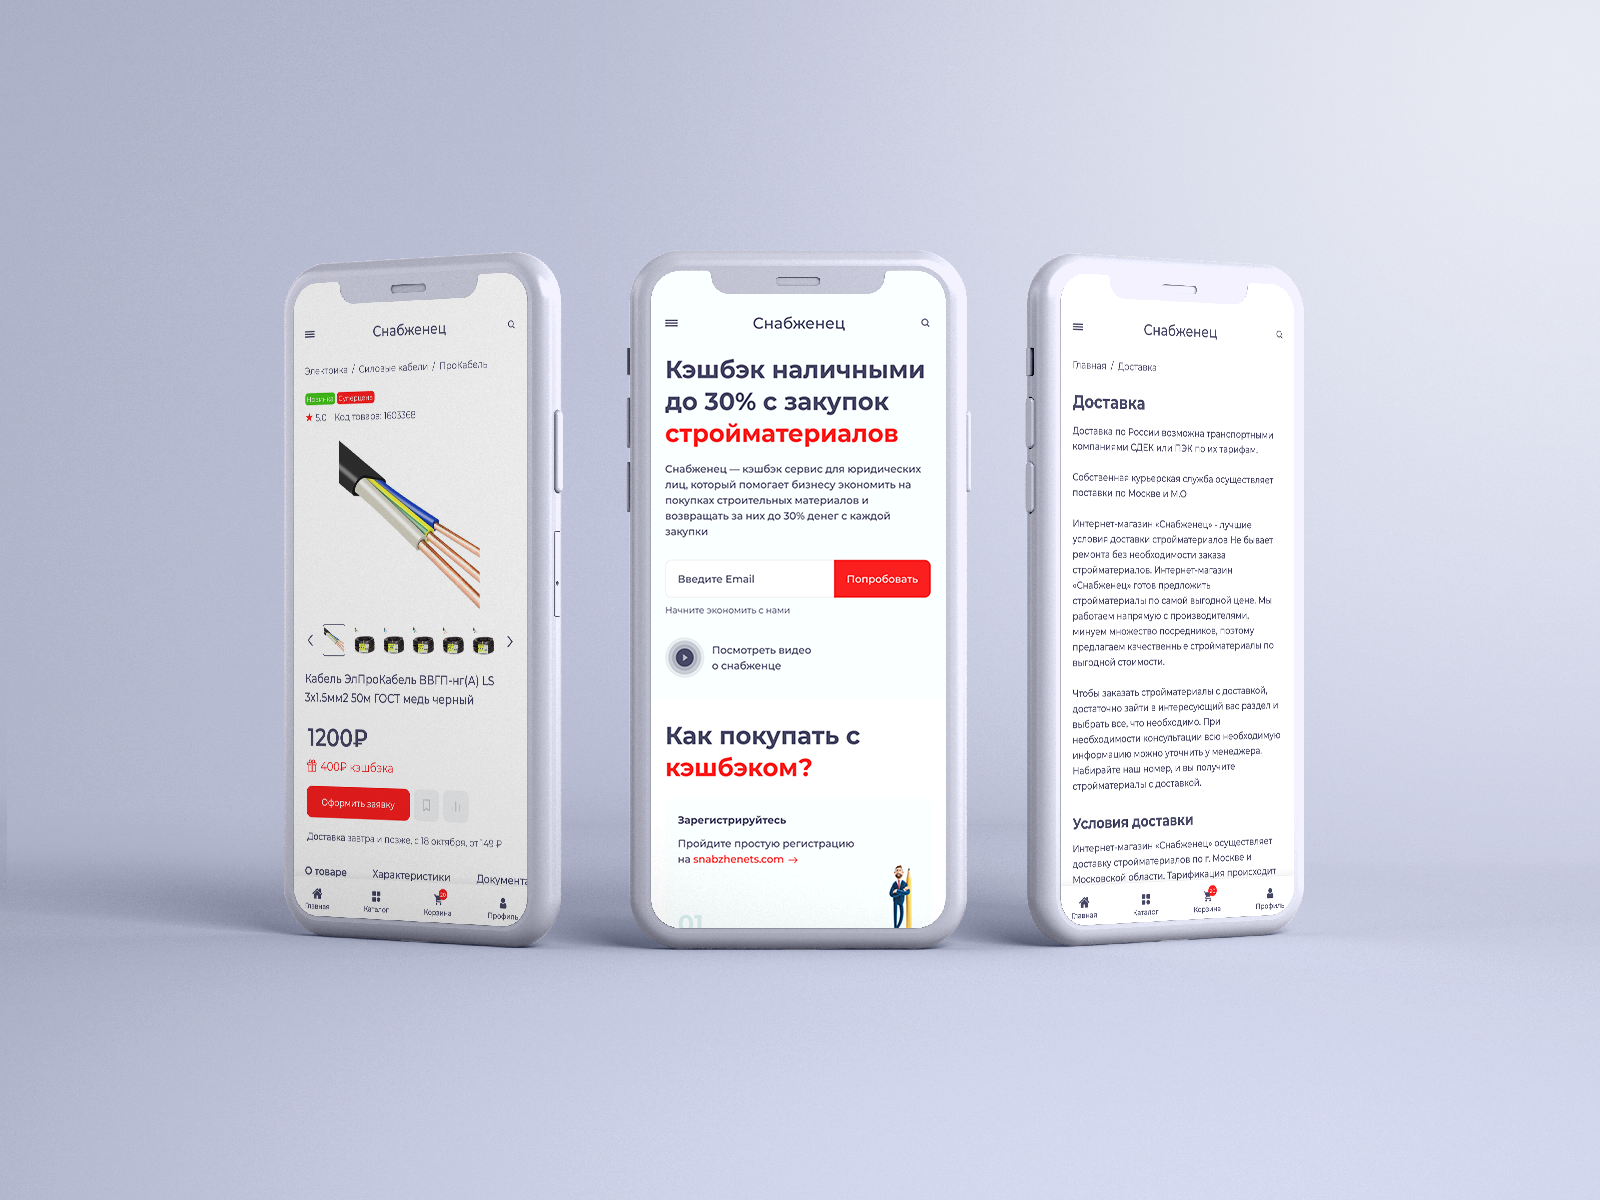 Снабженец
Электрика / Силовые кабели / ПроКабель
Новинка Суперцена
★ 5.0 Код товара: 1603368
Кабель ЭлПроКабель ВВГП-нг(А) LS
3х1.5мм2 50м ГОСТ медь черный
1200₽
400₽ кэшбэка
Оформить заявку
Доставка завтра и позже, с 18 октября, от 149 ₽
О товаре Характеристики Документа
Главная Каталог Корзина Профиль
Снабженец
Кэшбэк наличными
до 30% с закупок
стройматериалов
Снабженец — кэшбэк сервис для юридических
лиц, который помогает бизнесу экономить на
покупках строительных материалов и
возвращать за них до 30% денег с каждой
закупки
Введите Email Попробовать
Начните экономить с нами
Посмотреть видео
о снабженце
Как покупать с
кэшбэком?
Зарегистрируйтесь
Пройдите простую регистрацию
на snabzhenets.com →
01
Снабженец
Главная / Доставка
Доставка
Доставка по России возможна транспортными
компаниями СДЕК или ПЭК по их тарифам.
Собственная курьерская служба осуществляет
поставки по Москве и М.О
Интернет-магазин «Снабженец» - лучшие
условия доставки стройматериалов Не бывает
ремонта без необходимости заказа
стройматериалов. Интернет-магазин
«Снабженец» готов предложить
стройматериалы по самой выгодной цене. Мы
работаем напрямую с производителями,
минуем множество посредников, поэтому
предлагаем качественны е стройматериалы по
выгодной стоимости.
Чтобы заказать стройматериалы с доставкой,
достаточно зайти в интересующий вас раздел и
выбрать все, что необходимо. При
необходимости консультации всю необходимую
информацию можно уточнить у менеджера.
Набирайте наш номер, и вы получите
стройматериалы с доставкой.
Условия доставки
Интернет-магазин «Снабженец» осуществляет
доставку стройматериалов по г. Москве и
Московской области. Тарификация происходит
Главная Каталог Корзина Профиль